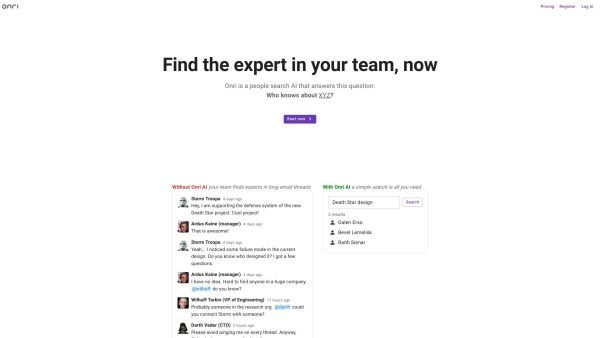 onri
Pricing Register Log in
Find the expert in your team, now
Onri is a people search AI that answers this question:
Who knows about XYZ?
Start now
Without Onri AI your team finds experts in long email threads
Storm Troopa 4 days ago
Hey, I am supporting the defense system of the new
Death Star project. Cool project!
Ardus Kaine (manager) 4 days ago
That is awesome!
Storm Troopa 4 days ago
Yeah... I noticed some failure mode in the current
design. Do you know who designed it? I got a few
questions.
Ardus Kaine (manager) 3 days ago
I have no idea. Hard to find anyone in a huge company.
@wilhuff do you know?
Wilhuff Tarkin (VP of Engineering) 17 hours ago
Probably someone in the research org. @darth could
you connect Storm with someone?
Darth Vader (CTO) 2 hours ago
Please avoid pinging me on every thread. Anyway,
With Onri AI a simple search is all you need
Death Star design Search
3 results
Galen Erso
Bevel Lemelisk
Raith Sienar